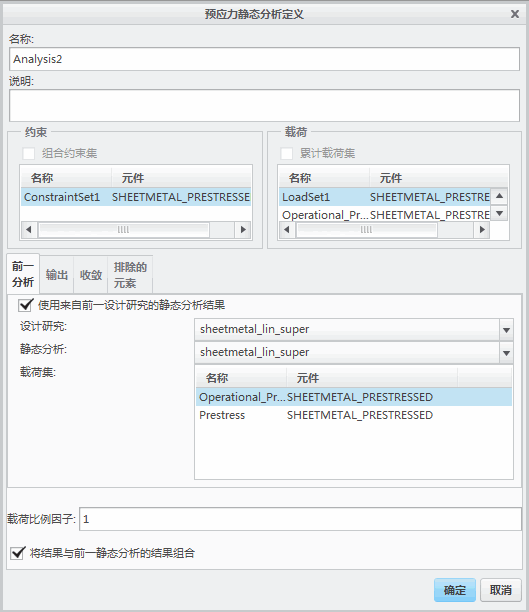 预应力静态分析定义
名称:
Analysis2
说明:
约束
组合约束集
名称 元件
ConstraintSet1 SHEETMETAL_PRESTRESSE
载荷
累计载荷集
名称 元件
LoadSet1 SHEETMETAL_PRESTRE
Operational_Pr... SHEETMETAL_PRESTRE
前一
分析
输出
收敛
排除的
元素
使用来自前一设计研究的静态分析结果
设计研究: sheetmetal_lin_super
静态分析: sheetmetal_lin_super
载荷集:
名称 元件
Operational_Pr... SHEETMETAL_PRESTRESSED
Prestress SHEETMETAL_PRESTRESSED
载荷比例因子: 1
将结果与前一静态分析的结果组合
确定 取消